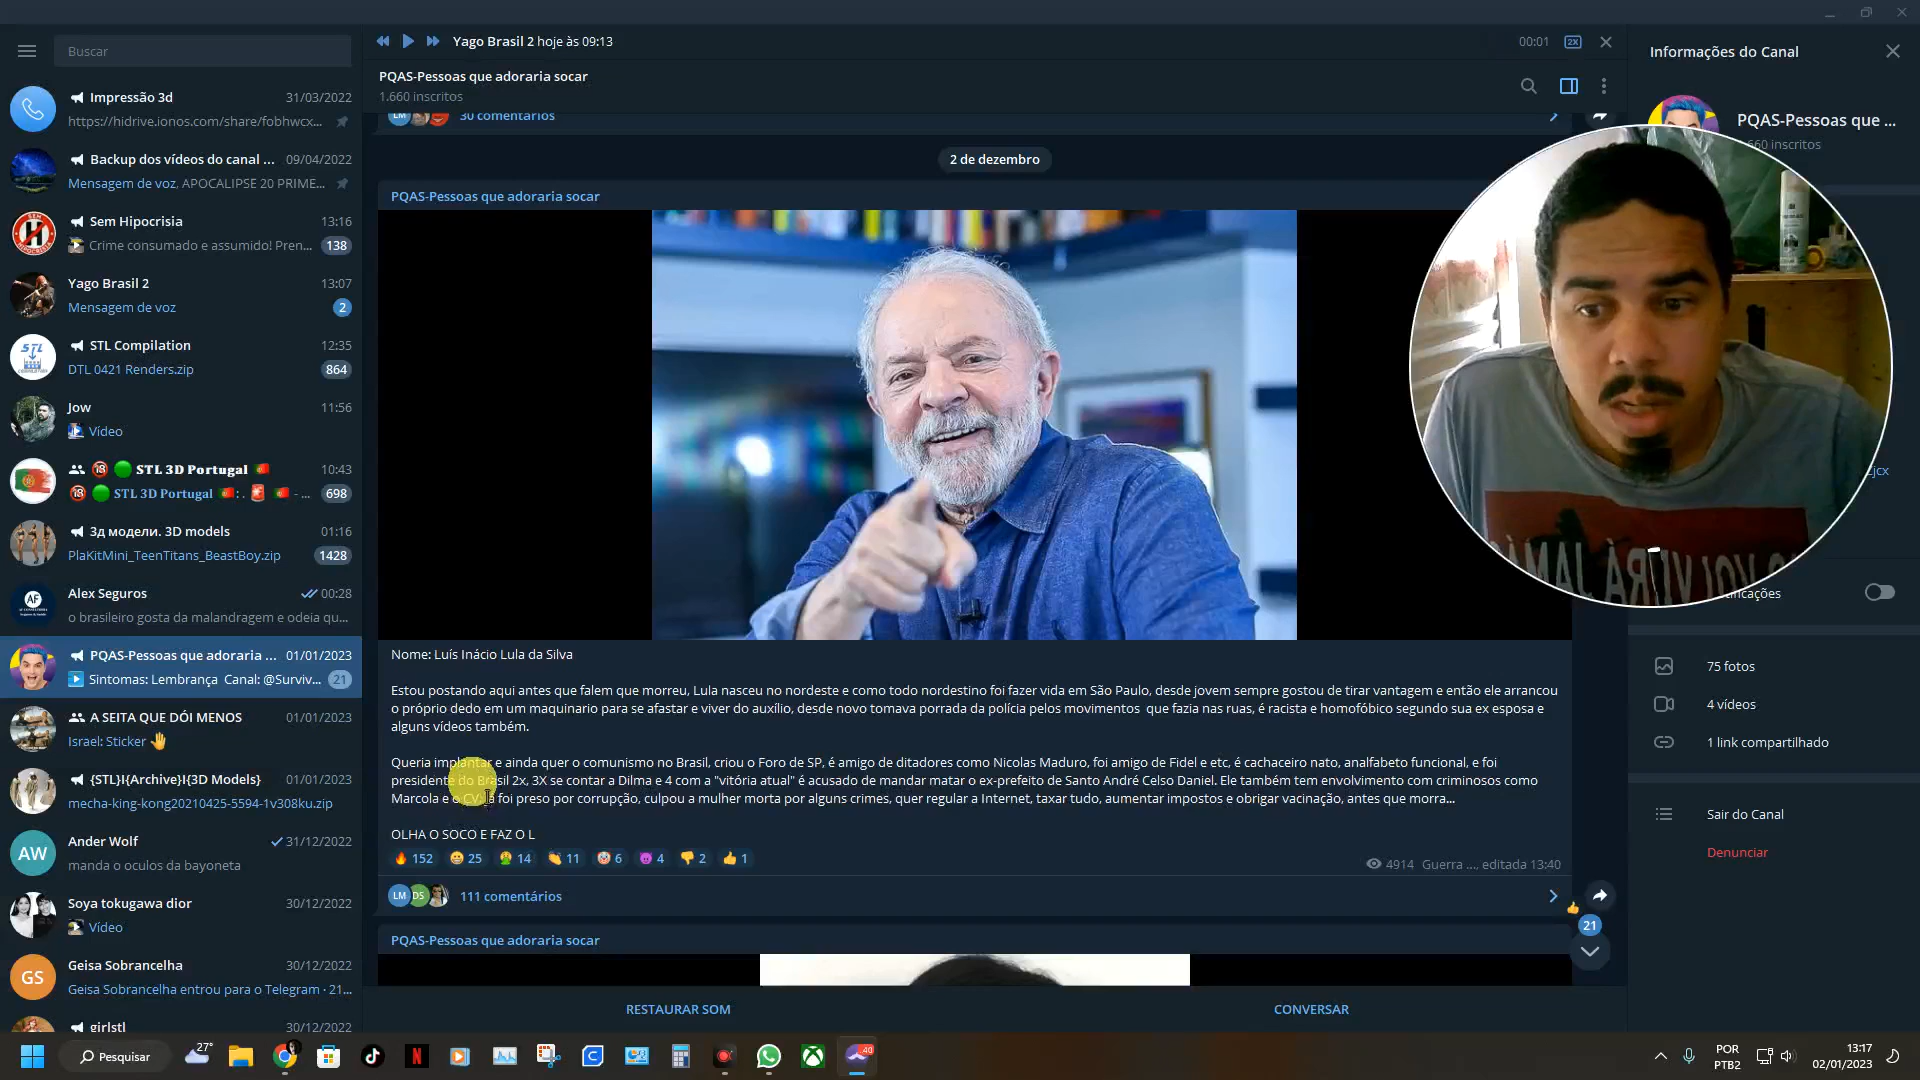 Buscar
Impressão 3d 31/03/2022
https://hidrive.ionos.com/share/fobhwcx...
Backup dos vídeos do canal ... 09/04/2022
Mensagem de voz, APOCALIPSE 20 PRIME...
Sem Hipocrisia 13:16
Crime consumado e assumido! Pren... 138
Yago Brasil 2 13:07
Mensagem de voz 2
STL Compilation 12:35
DTL 0421 Renders.zip 864
Jow 11:56
Vídeo
STL 3D Portugal 10:43
STL 3D Portugal : . - ... 698
3д модели. 3D models 01:16
PlaKitMini_TeenTitans_BeastBoy.zip 1428
Alex Seguros 00:28
o brasileiro gosta da malandragem e odeia qu...
PQAS-Pessoas que adoraria ... 01/01/2023
Sintomas: Lembrança Canal: @Surviv... 21
A SEITA QUE DÓI MENOS 01/01/2023
Israel: Sticker 🤚
{STL}I{Archive}I{3D Models} 01/01/2023
mecha-king-kong20210425-5594-1v308ku.zip
AW
Ander Wolf 31/12/2022
manda o oculos da bayoneta
Soya tokugawa dior 30/12/2022
Vídeo
GS
Geisa Sobrancelha 30/12/2022
Geisa Sobrancelha entrou para o Telegram · 21...
girlstl 30/12/2022
Yago Brasil 2 hoje às 09:13 00:01 2X
PQAS-Pessoas que adoraria socar
1.660 inscritos
LM 30 comentários
2 de dezembro
PQAS-Pessoas que adoraria socar
Nome: Luís Inácio Lula da Silva
Estou postando aqui antes que falem que morreu, Lula nasceu no nordeste e como todo nordestino foi fazer vida em São Paulo, desde jovem sempre gostou de tirar vantagem e então ele arrancou
o próprio dedo em um maquinario para se afastar e viver do auxílio, desde novo tomava porrada da polícia pelos movimentos que fazia nas ruas, é racista e homofóbico segundo sua ex esposa e
alguns vídeos também.
Queria implantar e ainda quer o comunismo no Brasil, criou o Foro de SP, é amigo de ditadores como Nicolas Maduro, foi amigo de Fidel e etc, é cachaceiro nato, analfabeto funcional, e foi
presidente do Brasil 2x, 3X se contar a Dilma e 4 com a "vitória atual" é acusado de mandar matar o ex-prefeito de Santo André Celso Daniel. Ele também tem envolvimento com criminosos como
Marcola e o CV, já foi preso por corrupção, culpou a mulher morta por alguns crimes, quer regular a Internet, taxar tudo, aumentar impostos e obrigar vacinação, antes que morra...
OLHA O SOCO E FAZ O L
152 25 14 11 6 4 2 1
4914 Guerra ..., editada 13:40
LM DS 111 comentários
21
PQAS-Pessoas que adoraria socar
RESTAURAR SOM CONVERSAR
Informações do Canal
PQAS-Pessoas que ...
inscritos
jcx
75 fotos
4 vídeos
1 link compartilhado
Sair do Canal
Denunciar
Pesquisar
27°
40
POR
PTB2
13:17
02/01/2023